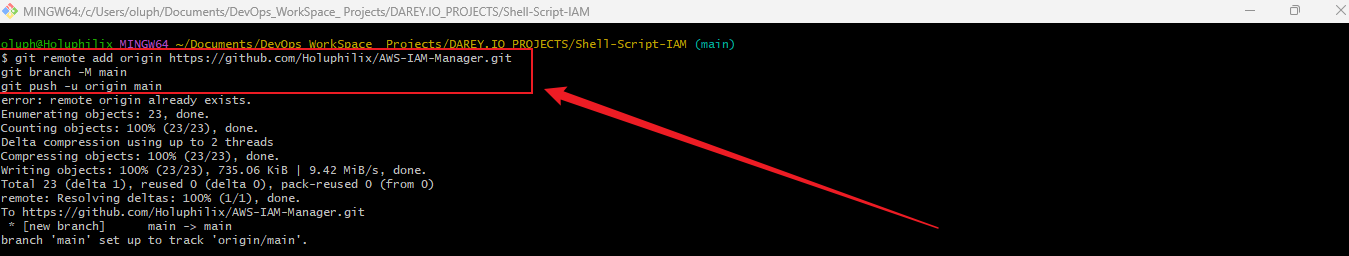 MINGW64:/c/Users/oluph/Documents/DevOps_WorkSpace_ Projects/DAREY.IO_PROJECTS/Shell-Script-IAM
oluph@Holuphilix MINGW64 ~/Documents/DevOps_WorkSpace_ Projects/DAREY.IO_PROJECTS/Shell-Script-IAM (main)
$ git remote add origin https://github.com/Holuphilix/AWS-IAM-Manager.git
git branch -M main
git push -u origin main
error: remote origin already exists.
Enumerating objects: 23, done.
Counting objects: 100% (23/23), done.
Delta compression using up to 2 threads
Compressing objects: 100% (23/23), done.
Writing objects: 100% (23/23), 735.06 KiB | 9.42 MiB/s, done.
Total 23 (delta 1), reused 0 (delta 0), pack-reused 0 (from 0)
remote: Resolving deltas: 100% (1/1), done.
To https://github.com/Holuphilix/AWS-IAM-Manager.git
 * [new branch]      main -> main
branch 'main' set up to track 'origin/main'.